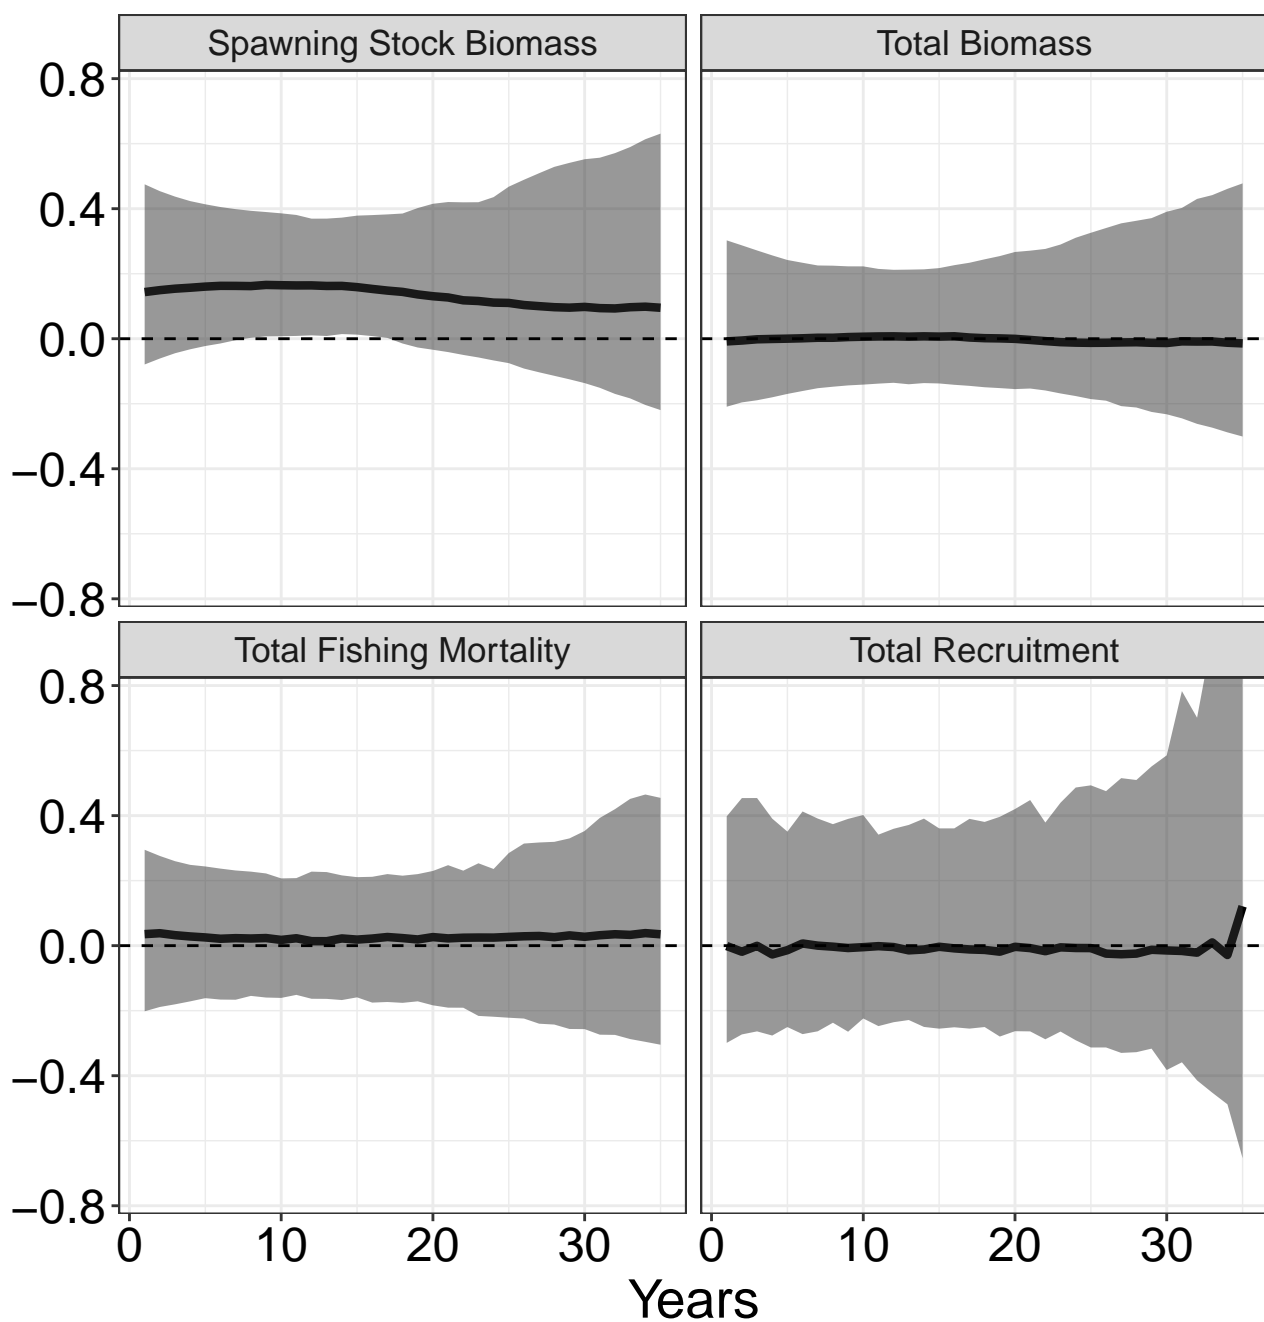 Spawning Stock Biomass
Total Biomass
0.8
0.4
0.0
−0.4
−0.8
Total Fishing Mortality
Total Recruitment
0.8
0.4
0.0
−0.4
−0.8
0 10 20 30
0 10 20 30
Years